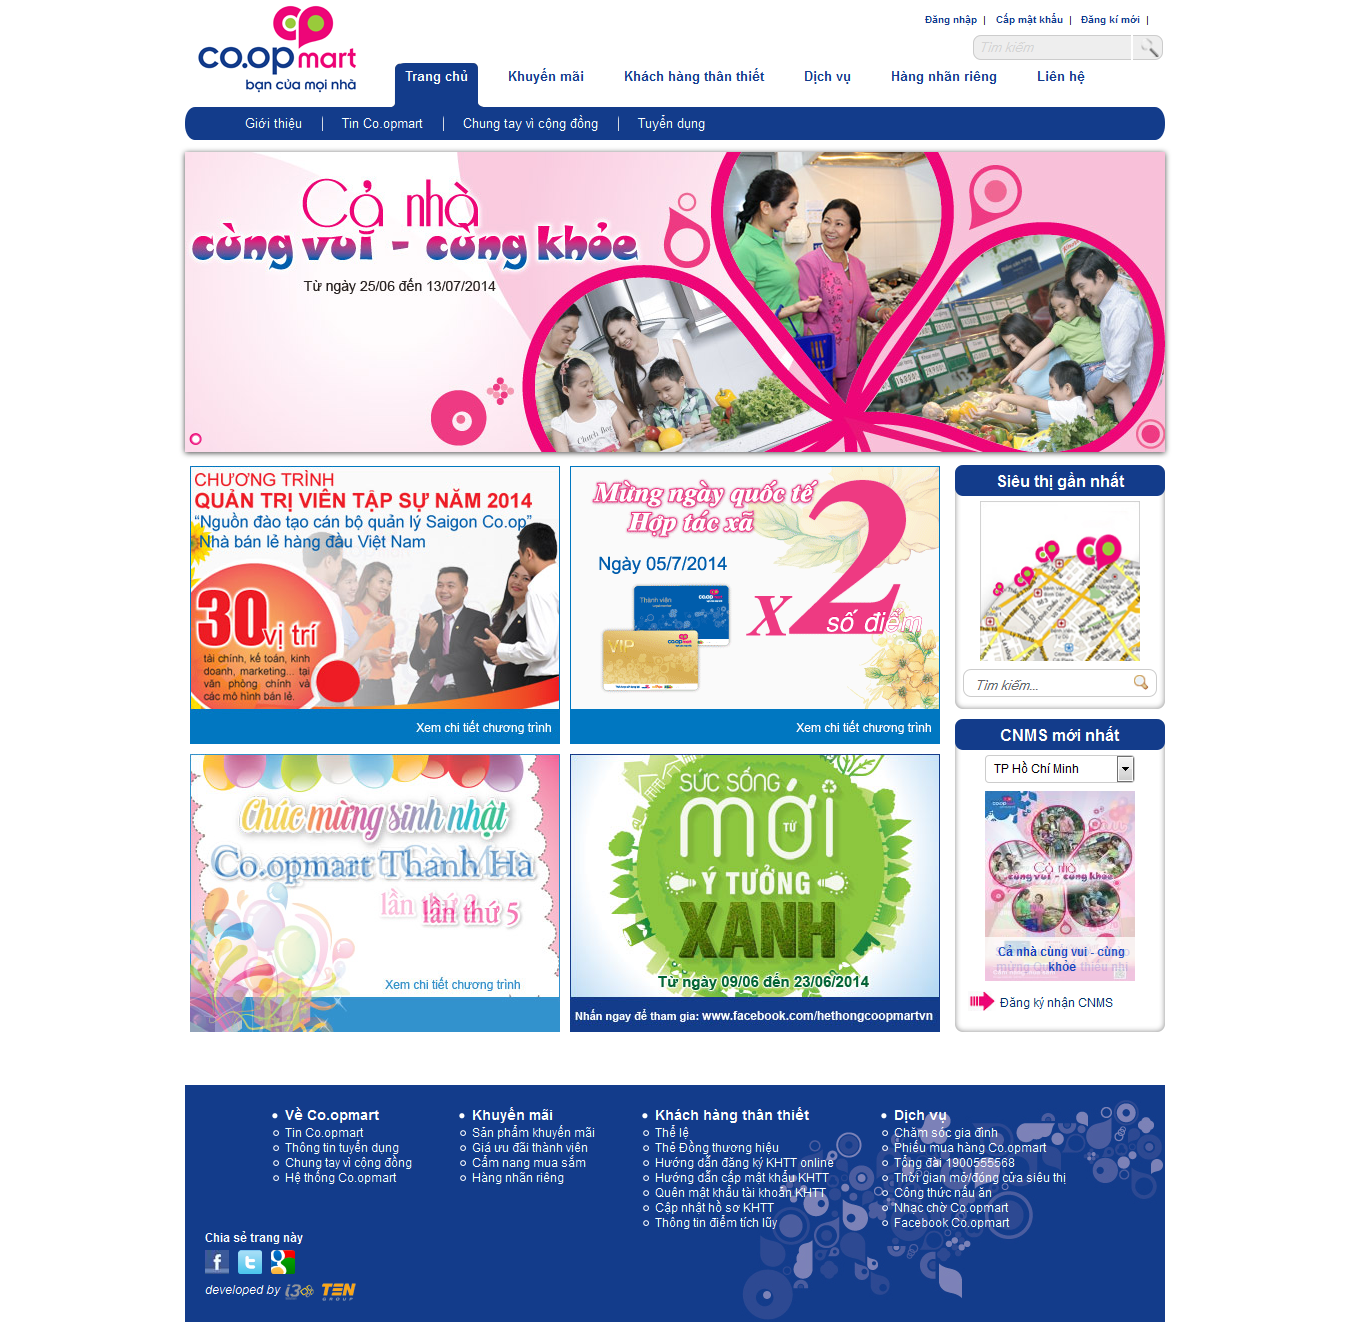 co.opmart
bạn của mọi nhà
Đăng nhập | Cấp mật khẩu | Đăng kí mới |
Tìm kiếm
Trang chủ
Khuyến mãi
Khách hàng thân thiết
Dịch vụ
Hàng nhãn riêng
Liên hệ
Giới thiệu | Tin Co.opmart | Chung tay vì cộng đồng | Tuyển dụng
Cả nhà
cùng vui - cùng khỏe
Từ ngày 25/06 đến 13/07/2014
CHƯƠNG TRÌNH
QUẢN TRỊ VIÊN TẬP SỰ NĂM 2014
“Nguồn đào tạo cán bộ quản lý Saigon Co.op”
Nhà bán lẻ hàng đầu Việt Nam
30 vị trí
tài chính, kế toán, kinh
doanh, marketing... tại
văn phòng chính và
các mô hình bán lẻ.
Xem chi tiết chương trình
Mừng ngày quốc tế
Hợp tác xã
Ngày 05/7/2014
Thành viên
VIP
co.opmart
x2
số điểm
Xem chi tiết chương trình
Siêu thị gần nhất
Tìm kiếm...
CNMS mới nhất
TP Hồ Chí Minh
Cả nhà
cùng vui - cùng khỏe
Cả nhà cùng vui - cùng
khỏe
Đăng ký nhận CNMS
Chúc mừng sinh nhật
Co.opmart Thanh Hà
lần thứ 5
Xem chi tiết chương trình
SỨC SỐNG
MỚI
TỪ
Ý TƯỞNG
XANH
Từ ngày 09/06 đến 23/06/2014
Nhấn ngay để tham gia: www.facebook.com/hethongcoopmartvn
Về Co.opmart
Tin Co.opmart
Thông tin tuyển dụng
Chung tay vì cộng đồng
Hệ thống Co.opmart
Khuyến mãi
Sản phẩm khuyến mãi
Giá ưu đãi thành viên
Cẩm nang mua sắm
Hàng nhãn riêng
Khách hàng thân thiết
Thể lệ
Thẻ Đồng thương hiệu
Hướng dẫn đăng ký KHTT online
Hướng dẫn cấp mật khẩu KHTT
Quên mật khẩu tài khoản KHTT
Cập nhật hồ sơ KHTT
Thông tin điểm tích lũy
Dịch vụ
Chăm sóc gia đình
Phiếu mua hàng Co.opmart
Tổng đài 1900555568
Thời gian mở/đóng cửa siêu thị
Công thức nấu ăn
Nhạc chờ Co.opmart
Facebook Co.opmart
Chia sẻ trang này
developed by i3 TEN
GROUP